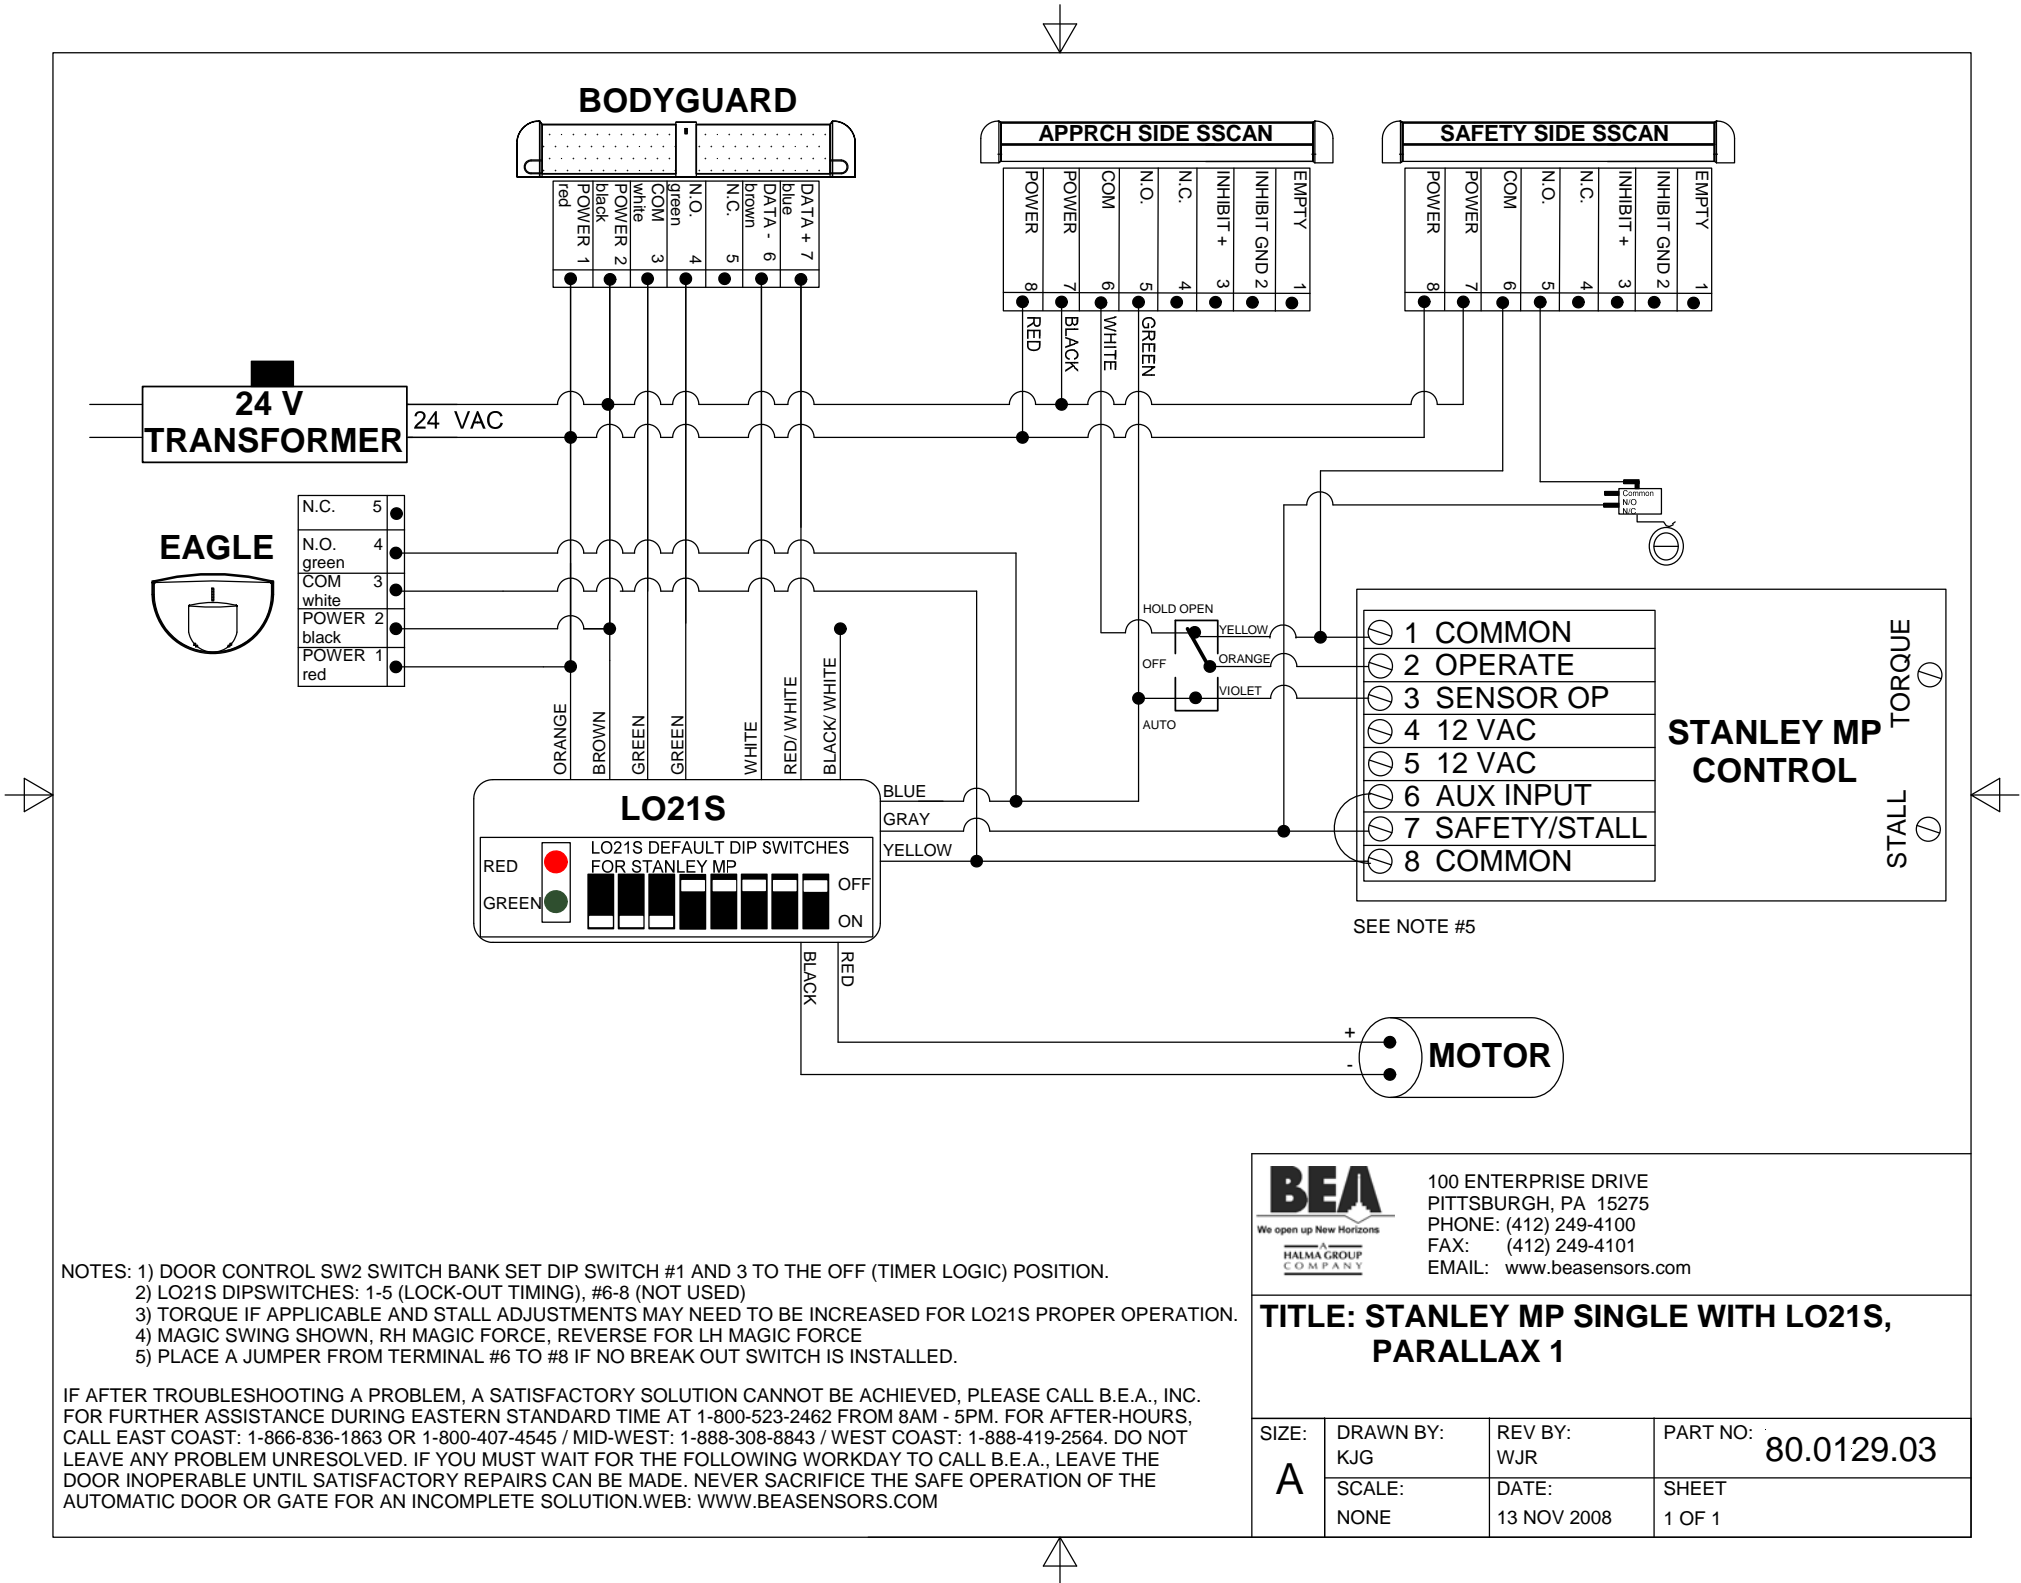 BODYGUARD
POWER 1
red
POWER 2
black
COM 3
white
N.O. 4
green
N.C. 5
DATA - 6
brown
DATA + 7
blue
APPRCH SIDE SSCAN
POWER 8
POWER 7
COM 6
N.O. 5
N.C. 4
INHIBIT + 3
INHIBIT GND 2
EMPTY 1
RED
BLACK
WHITE
GREEN
SAFETY SIDE SSCAN
POWER 8
POWER 7
COM 6
N.O. 5
N.C. 4
INHIBIT + 3
INHIBIT GND 2
EMPTY 1
24 V
TRANSFORMER
24 VAC
EAGLE
N.C. 5
N.O. 4
green
COM 3
white
POWER 2
black
POWER 1
red
Common
N/O
N/C
ORANGE
BROWN
GREEN
GREEN
WHITE
RED/ WHITE
BLACK/ WHITE
HOLD OPEN
OFF
AUTO
YELLOW
ORANGE
VIOLET
1 COMMON
2 OPERATE
3 SENSOR OP
4 12 VAC
5 12 VAC
6 AUX INPUT
7 SAFETY/STALL
8 COMMON
STANLEY MP
CONTROL
TORQUE
STALL
SEE NOTE #5
LO21S
LO21S DEFAULT DIP SWITCHES
FOR STANLEY MP
RED
GREEN
OFF
ON
BLUE
GRAY
YELLOW
BLACK
RED
+
-
MOTOR
NOTES: 1) DOOR CONTROL SW2 SWITCH BANK SET DIP SWITCH #1 AND 3 TO THE OFF (TIMER LOGIC) POSITION.
2) LO21S DIPSWITCHES: 1-5 (LOCK-OUT TIMING), #6-8 (NOT USED)
3) TORQUE IF APPLICABLE AND STALL ADJUSTMENTS MAY NEED TO BE INCREASED FOR LO21S PROPER OPERATION.
4) MAGIC SWING SHOWN, RH MAGIC FORCE, REVERSE FOR LH MAGIC FORCE
5) PLACE A JUMPER FROM TERMINAL #6 TO #8 IF NO BREAK OUT SWITCH IS INSTALLED.
IF AFTER TROUBLESHOOTING A PROBLEM, A SATISFACTORY SOLUTION CANNOT BE ACHIEVED, PLEASE CALL B.E.A., INC.
FOR FURTHER ASSISTANCE DURING EASTERN STANDARD TIME AT 1-800-523-2462 FROM 8AM - 5PM. FOR AFTER-HOURS,
CALL EAST COAST: 1-866-836-1863 OR 1-800-407-4545 / MID-WEST: 1-888-308-8843 / WEST COAST: 1-888-419-2564. DO NOT
LEAVE ANY PROBLEM UNRESOLVED. IF YOU MUST WAIT FOR THE FOLLOWING WORKDAY TO CALL B.E.A., LEAVE THE
DOOR INOPERABLE UNTIL SATISFACTORY REPAIRS CAN BE MADE. NEVER SACRIFICE THE SAFE OPERATION OF THE
AUTOMATIC DOOR OR GATE FOR AN INCOMPLETE SOLUTION.WEB: WWW.BEASENSORS.COM
BEA
We open up New Horizons
A
HALMA GROUP
COMPANY
100 ENTERPRISE DRIVE
PITTSBURGH, PA 15275
PHONE: (412) 249-4100
FAX: (412) 249-4101
EMAIL: www.beasensors.com
TITLE: STANLEY MP SINGLE WITH LO21S,
PARALLAX 1
SIZE:
A
DRAWN BY:
KJG
REV BY:
WJR
PART NO: 80.0129.03
SCALE:
NONE
DATE:
13 NOV 2008
SHEET
1 OF 1